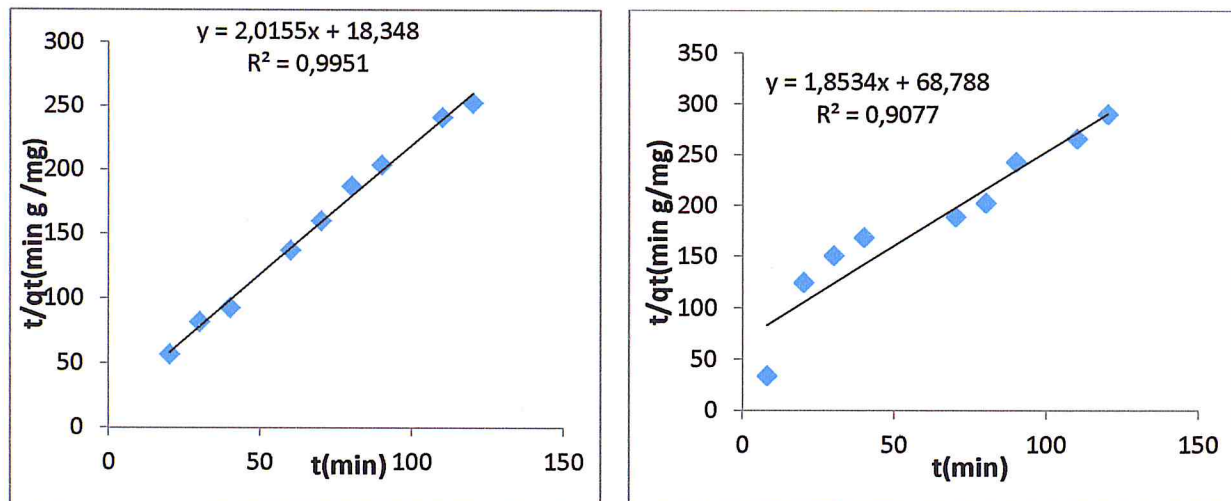 y = 2,0155x + 18,348
R² = 0,9951
300
250
200
150
100
50
0
t/qt(min g /mg)
0
50
100
150
t(min)
y = 1,8534x + 68,788
R² = 0,9077
350
300
250
200
150
100
50
0
t/qt(min g/mg)
0
50
100
150
t(min)